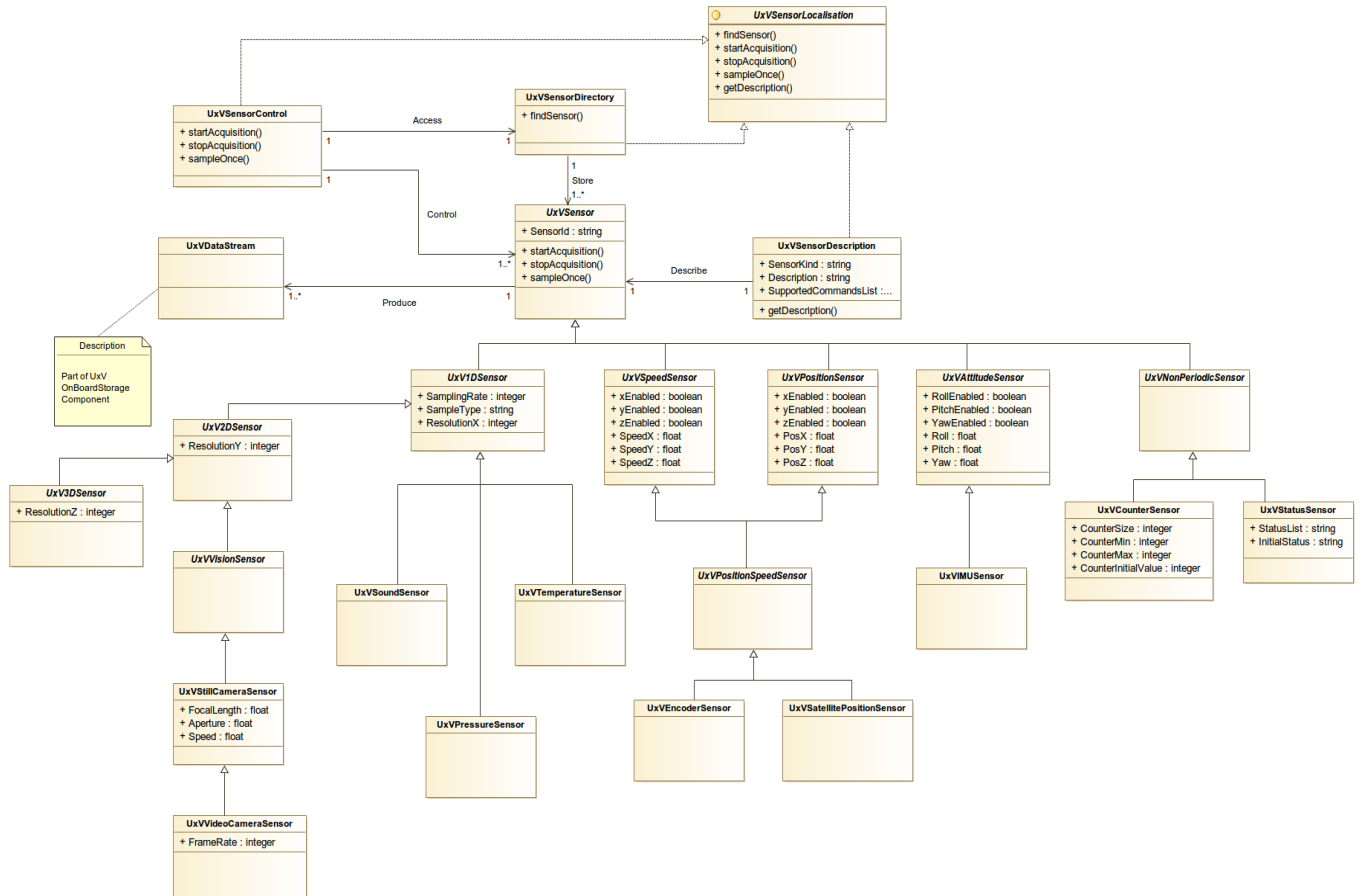 UxVSensorLocalisation
+ findSensor()
+ startAcquisition()
+ stopAcquisition()
+ sampleOnce()
+ getDescription()
UxVSensorControl
+ startAcquisition()
+ stopAcquisition()
+ sampleOnce()
Access
1
1
UxVSensorDirectory
+ findSensor()
1
Store
1..*
1
Control
1..*
UxVSensor
+ SensorId : string
+ startAcquisition()
+ stopAcquisition()
+ sampleOnce()
UxVDataStream
1..*
Produce
1
UxVSensorDescription
+ SensorKind : string
+ Description : string
+ SupportedCommandsList :...
+ getDescription()
Describe
1
1
Description
Part of UxV
OnBoardStorage
Component
UxV1DSensor
+ SamplingRate : integer
+ SampleType : string
+ ResolutionX : integer
UxVSpeedSensor
+ xEnabled : boolean
+ yEnabled : boolean
+ zEnabled : boolean
+ SpeedX : float
+ SpeedY : float
+ SpeedZ : float
UxVPositionSensor
+ xEnabled : boolean
+ yEnabled : boolean
+ zEnabled : boolean
+ PosX : float
+ PosY : float
+ PosZ : float
UxVAttitudeSensor
+ RollEnabled : boolean
+ PitchEnabled : boolean
+ YawEnabled : boolean
+ Roll : float
+ Pitch : float
+ Yaw : float
UxVNonPeriodicSensor
UxV2DSensor
+ ResolutionY : integer
UxV3DSensor
+ ResolutionZ : integer
UxVVisionSensor
UxVSoundSensor
UxVTemperatureSensor
UxVPositionSpeedSensor
UxVIMUSensor
UxVCounterSensor
+ CounterSize : integer
+ CounterMin : integer
+ CounterMax : integer
+ CounterInitialValue : integer
UxVStatusSensor
+ StatusList : string
+ InitialStatus : string
UxVStillCameraSensor
+ FocalLength : float
+ Aperture : float
+ Speed : float
UxVPressureSensor
UxVEncoderSensor
UxVSatellitePositionSensor
UxVVideoCameraSensor
+ FrameRate : integer